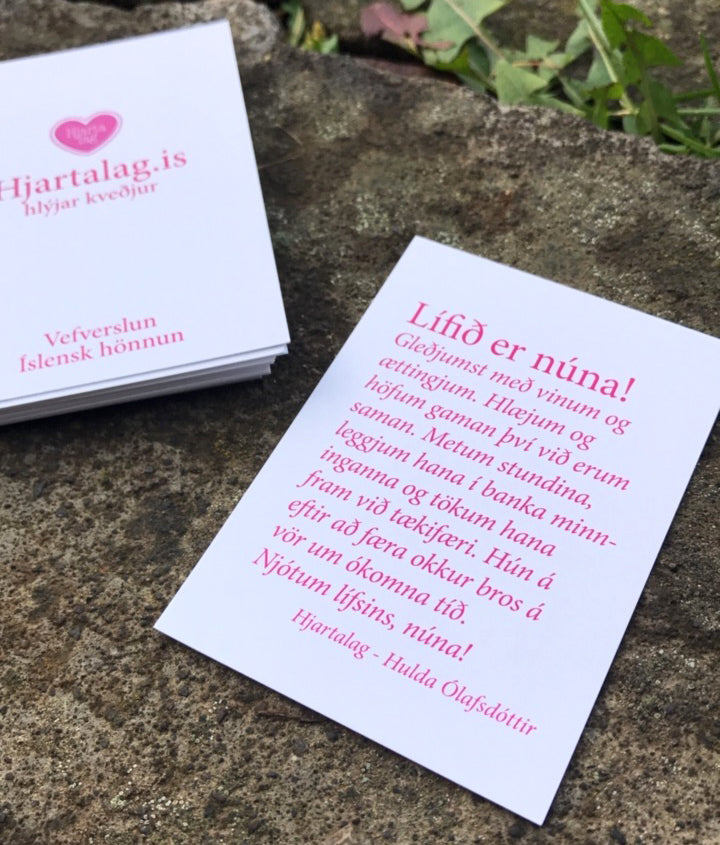 Hjarta
lag
Hjartalag.is
hlýjar kveðjur
Vefverslun
Íslensk hönnun
Lífið er núna!
Gleðjumst með vinum og
ættingjum. Hlæjum og
höfum gaman því við erum
saman. Metum stundina,
leggjum hana í banka minn-
inganna og tökum hana
fram við tækifæri. Hún á
eftir að færa okkur bros á
vör um ókomna tíð.
Njótum lífsins, núna!
Hjartalag - Hulda Ólafsdóttir